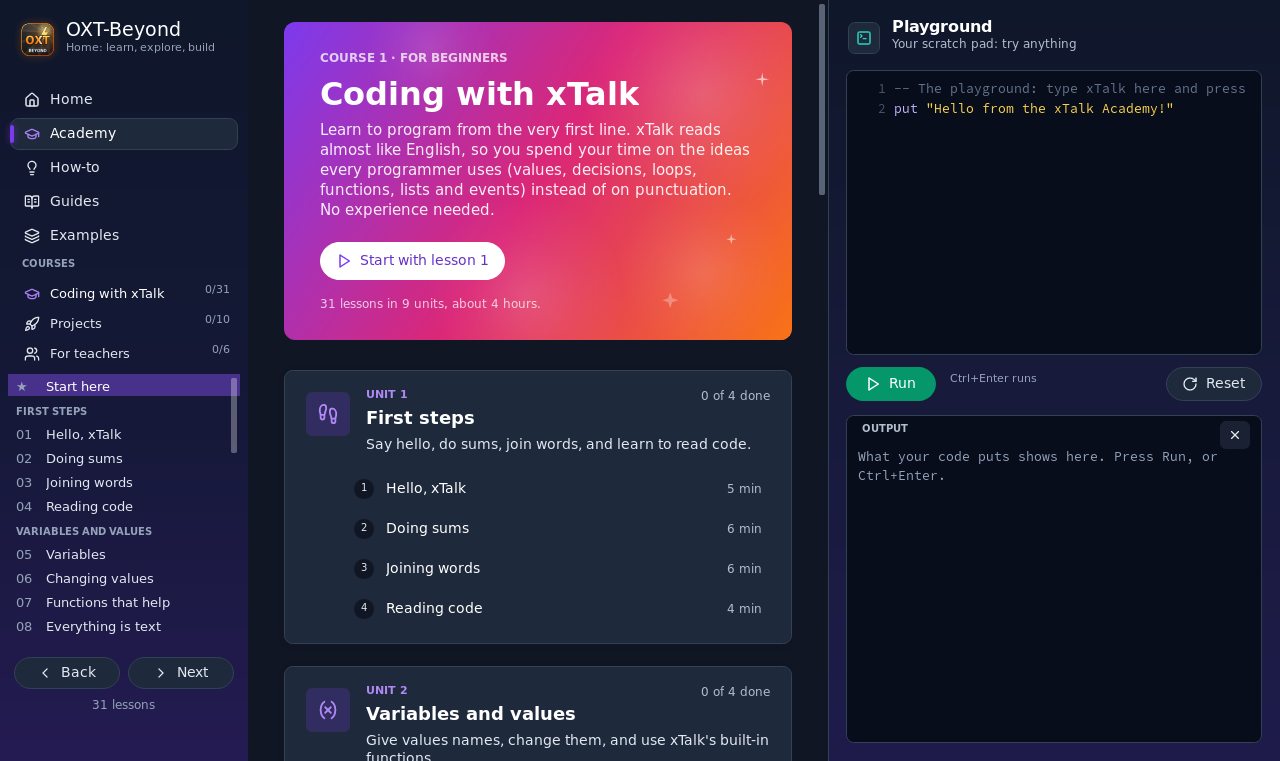 OXT
BEYOND
OXT-Beyond
Home: learn, explore, build
Home
Academy
How-to
Guides
Examples
COURSES
Coding with xTalk 0/31
Projects 0/10
For teachers 0/6
★ Start here
FIRST STEPS
01 Hello, xTalk
02 Doing sums
03 Joining words
04 Reading code
VARIABLES AND VALUES
05 Variables
06 Changing values
07 Functions that help
08 Everything is text
Back Next
31 lessons
COURSE 1 · FOR BEGINNERS
Coding with xTalk
Learn to program from the very first line. xTalk reads
almost like English, so you spend your time on the ideas
every programmer uses (values, decisions, loops,
functions, lists and events) instead of on punctuation.
No experience needed.
Start with lesson 1
31 lessons in 9 units, about 4 hours.
UNIT 1 0 of 4 done
First steps
Say hello, do sums, join words, and learn to read code.
1 Hello, xTalk 5 min
2 Doing sums 6 min
3 Joining words 6 min
4 Reading code 4 min
UNIT 2 0 of 4 done
Variables and values
Give values names, change them, and use xTalk's built-in
functions.
Playground
Your scratch pad: try anything
1 -- The playground: type xTalk here and press
2 put "Hello from the xTalk Academy!"
Run Ctrl+Enter runs Reset
OUTPUT
What your code puts shows here. Press Run, or
Ctrl+Enter.